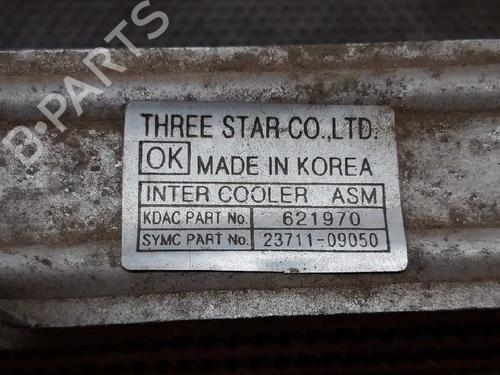 B-PARTS
THREE STAR CO.,LTD.
OK MADE IN KOREA
INTER COOLER ASM
KDAC PART No. 621970
SYMC PART No. 23711-09050